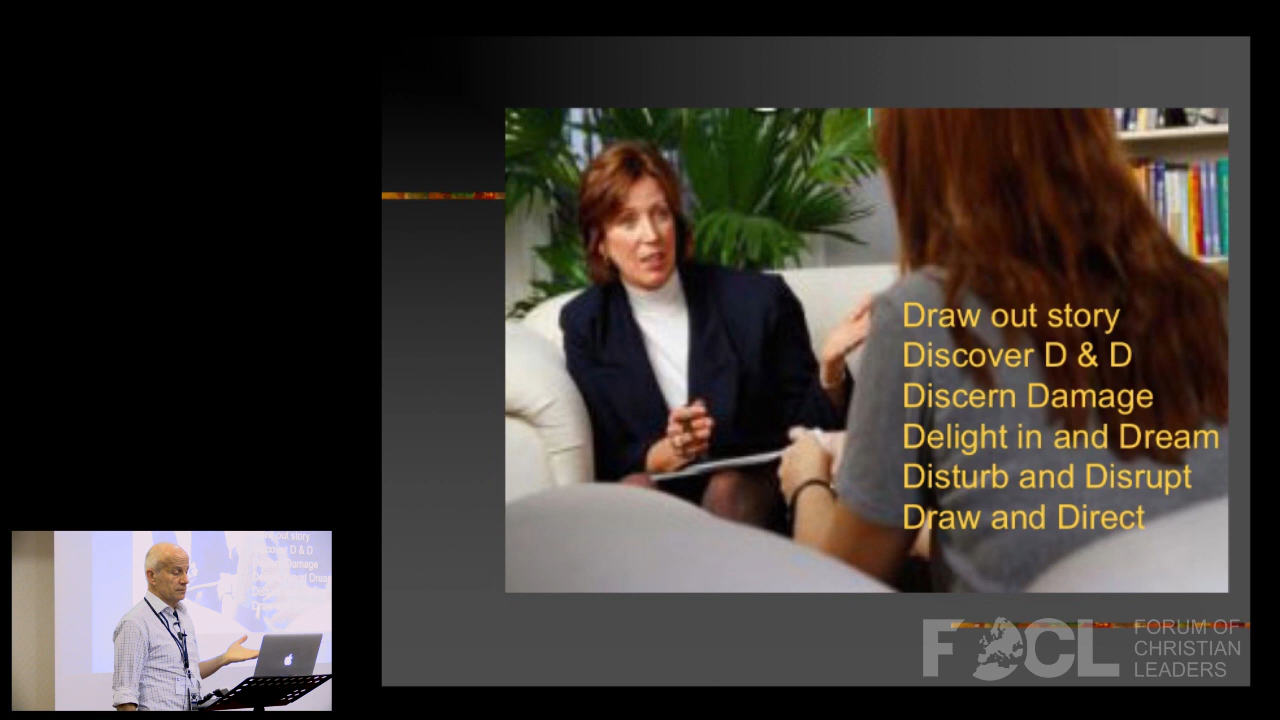 Draw out story
Discover D & D
Discern Damage
Delight in and Dream
Disturb and Disrupt
Draw and Direct
FOCL
FORUM OF
CHRISTIAN
LEADERS